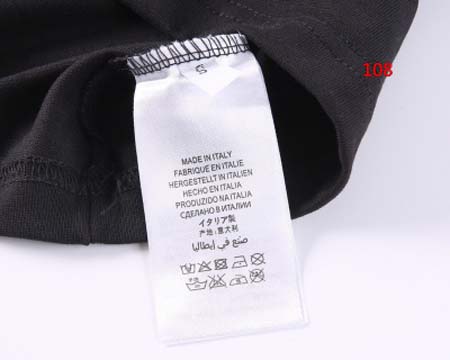 S
108
MADE IN ITALY
FABRIQUE EN ITALIE
HERGESTELLT IN ITALIEN
HECHO EN ITALIA
PRODUZIDO NA ITALIA
СДЕЛАНО В ИТАЛИИ
イタリア製
产地:意大利
صنع في إيطاليا